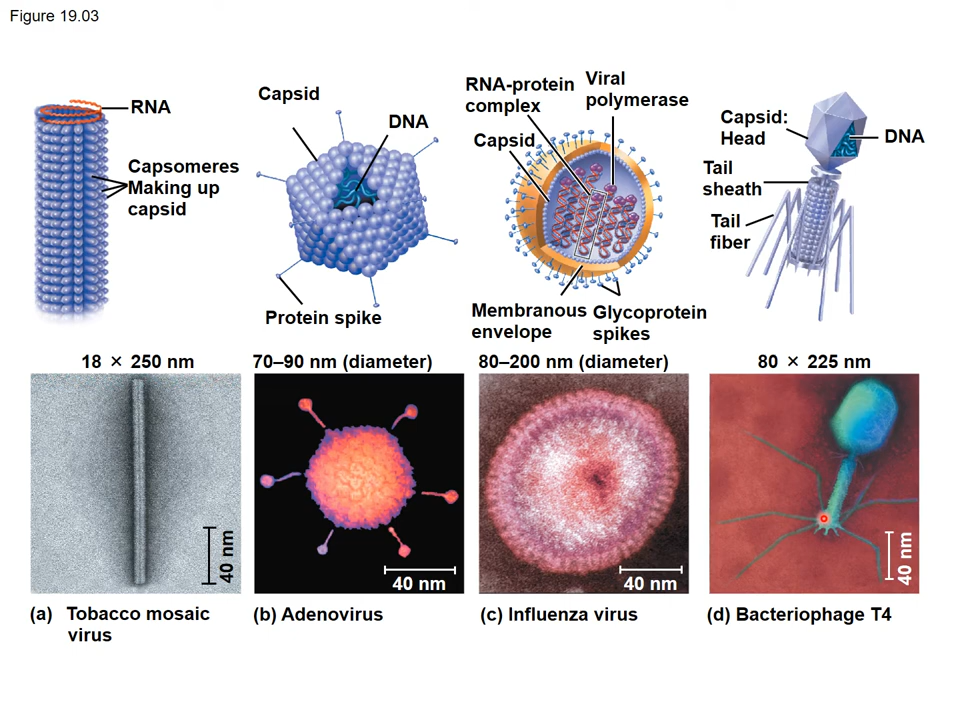 Figure 19.03
RNA
Capsomeres
Making up
capsid
Capsid
DNA
Protein spike
RNA-protein
complex
Viral
polymerase
Capsid
Membranous
envelope
Glycoprotein
spikes
Capsid:
Head
DNA
Tail
sheath
Tail
fiber
18 × 250 nm
70–90 nm (diameter)
80–200 nm (diameter)
80 × 225 nm
40 nm
40 nm
40 nm
40 nm
(a) Tobacco mosaic
virus
(b) Adenovirus
(c) Influenza virus
(d) Bacteriophage T4